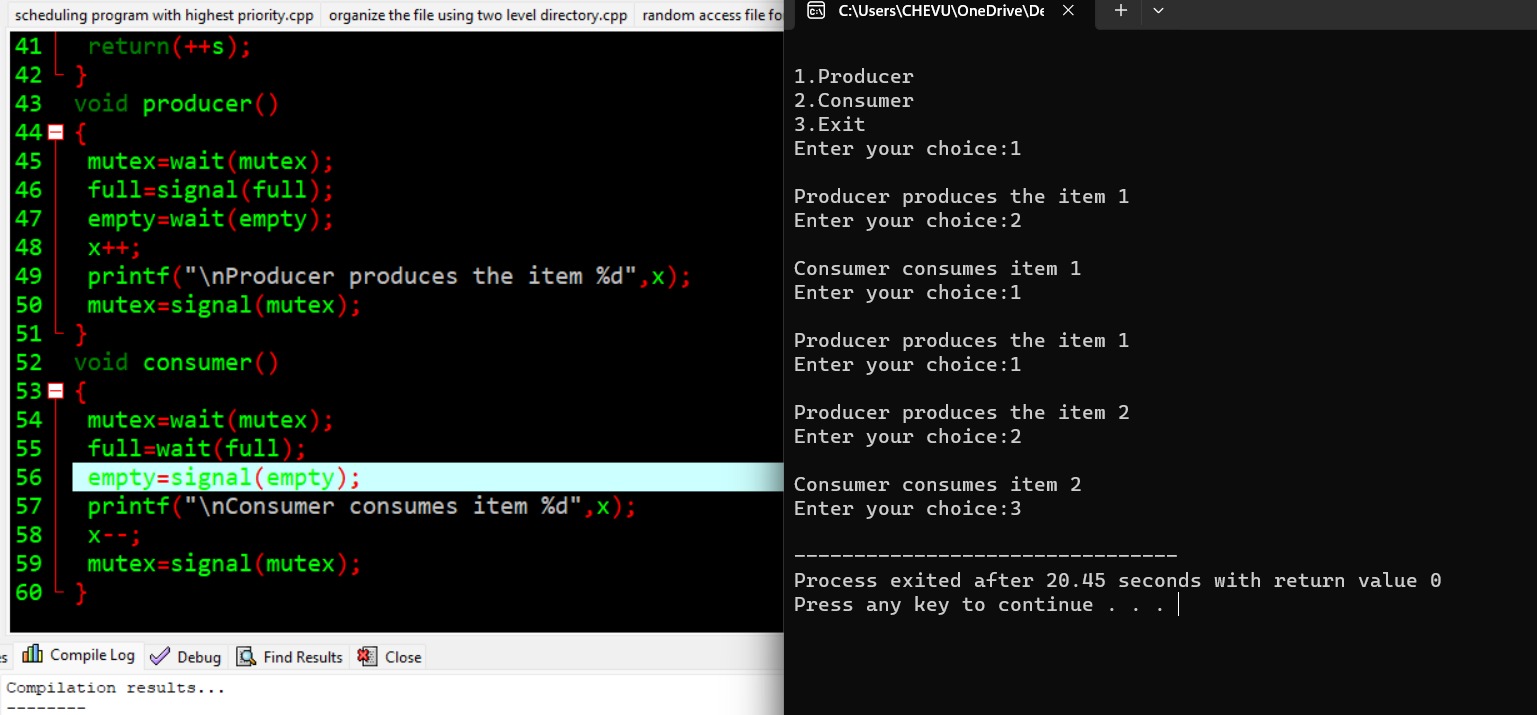 scheduling program with highest priority.cpp organize the file using two level directory.cpp random access file fo
41 return(++s);
42 }
43 void producer()
44 {
45 mutex=wait(mutex);
46 full=signal(full);
47 empty=wait(empty);
48 x++;
49 printf("\nProducer produces the item %d",x);
50 mutex=signal(mutex);
51 }
52 void consumer()
53 {
54 mutex=wait(mutex);
55 full=wait(full);
56 empty=signal(empty);
57 printf("\nConsumer consumes item %d",x);
58 x--;
59 mutex=signal(mutex);
60 }
es Compile Log Debug Find Results Close
Compilation results...
--------
C:\Users\CHEVU\OneDrive\De
1.Producer
2.Consumer
3.Exit
Enter your choice:1
Producer produces the item 1
Enter your choice:2
Consumer consumes item 1
Enter your choice:1
Producer produces the item 1
Enter your choice:1
Producer produces the item 2
Enter your choice:2
Consumer consumes item 2
Enter your choice:3
--------------------------------
Process exited after 20.45 seconds with return value 0
Press any key to continue . . .